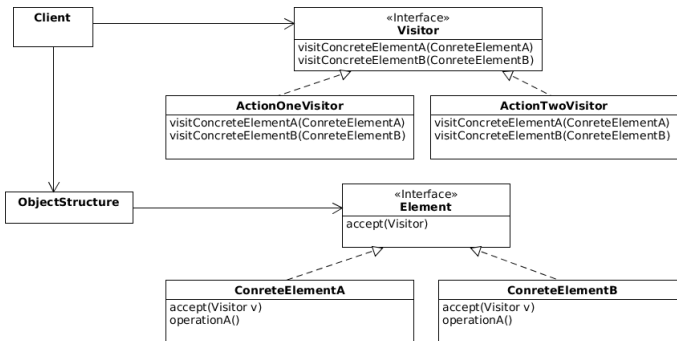 Client
«Interface»
Visitor
visitConcreteElementA(ConreteElementA)
visitConcreteElementB(ConreteElementB)
ActionOneVisitor
visitConcreteElementA(ConreteElementA)
visitConcreteElementB(ConreteElementB)
ActionTwoVisitor
visitConcreteElementA(ConreteElementA)
visitConcreteElementB(ConreteElementB)
ObjectStructure
«Interface»
Element
accept(Visitor)
ConreteElementA
accept(Visitor v)
operationA()
ConreteElementB
accept(Visitor v)
operationA()